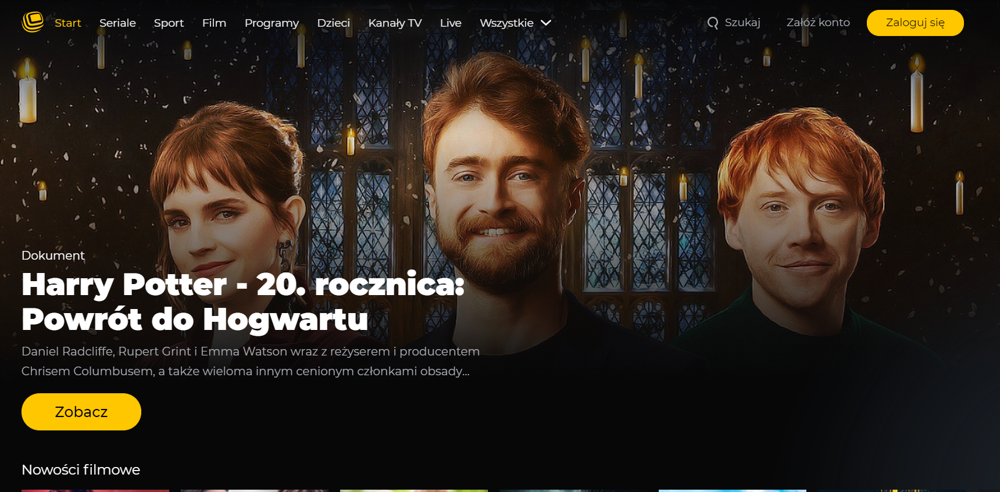 Start Seriale Sport Film Programy Dzieci Kanały TV Live Wszystkie Szukaj Załóż konto Zaloguj się
Dokument
Harry Potter - 20. rocznica:
Powrót do Hogwartu
Daniel Radcliffe, Rupert Grint i Emma Watson wraz z reżyserem i producentem
Chrisem Columbusem, a także wieloma innym cenionym członkami obsady...
Zobacz
Nowości filmowe